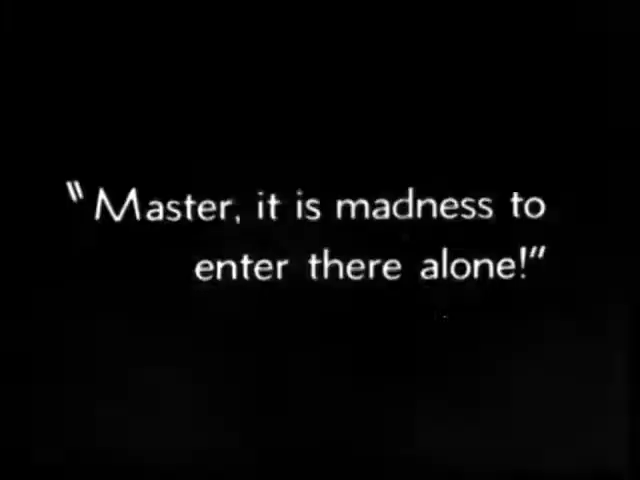 "Master, it is madness to
enter there alone!"